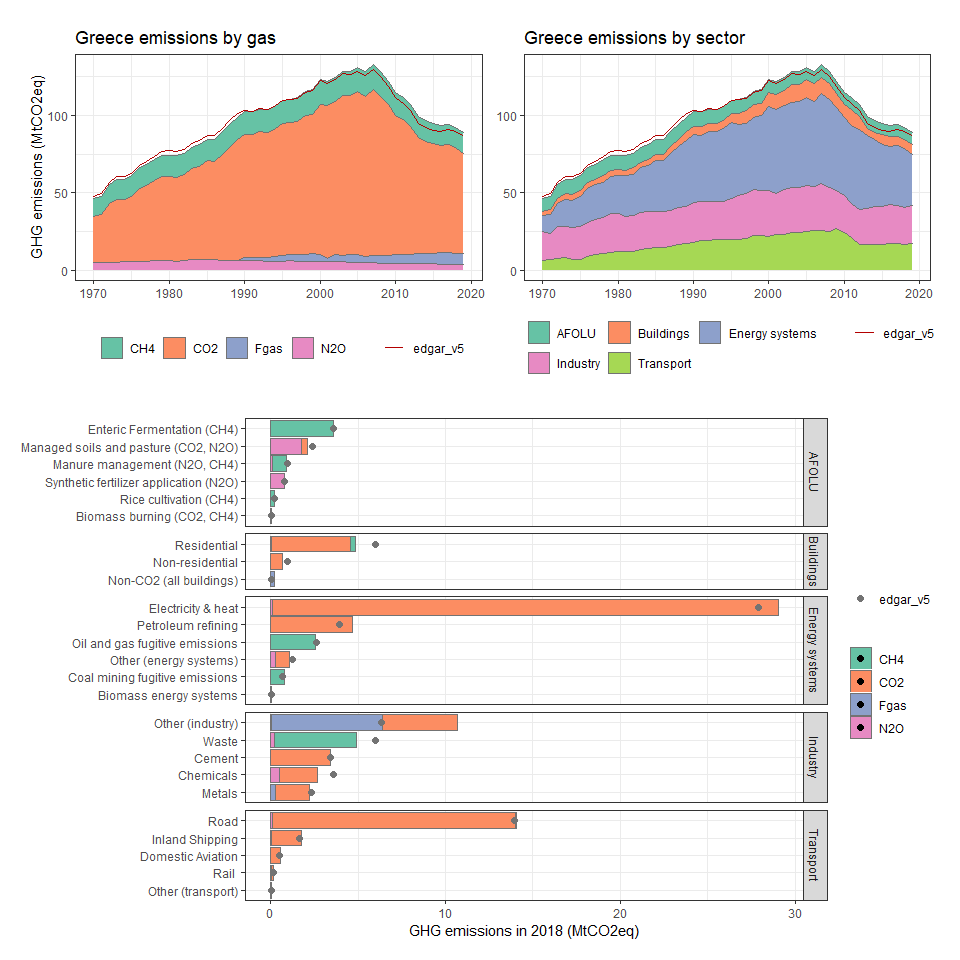 Greece emissions by gas
GHG emissions (MtCO2eq)
100
50
0
1970
1980
1990
2000
2010
2020
CH4
CO2
Fgas
N2O
edgar_v5
Greece emissions by sector
100
50
0
1970
1980
1990
2000
2010
2020
AFOLU
Buildings
Energy systems
edgar_v5
Industry
Transport
Enteric Fermentation (CH4)
Managed soils and pasture (CO2, N2O)
Manure management (N2O, CH4)
Synthetic fertilizer application (N2O)
Rice cultivation (CH4)
Biomass burning (CO2, CH4)
AFOLU
Residential
Non-residential
Non-CO2 (all buildings)
Buildings
Electricity & heat
Petroleum refining
Oil and gas fugitive emissions
Other (energy systems)
Coal mining fugitive emissions
Biomass energy systems
Energy systems
Other (industry)
Waste
Cement
Chemicals
Metals
Industry
Road
Inland Shipping
Domestic Aviation
Rail
Other (transport)
Transport
0
10
20
30
GHG emissions in 2018 (MtCO2eq)
edgar_v5
CH4
CO2
Fgas
N2O